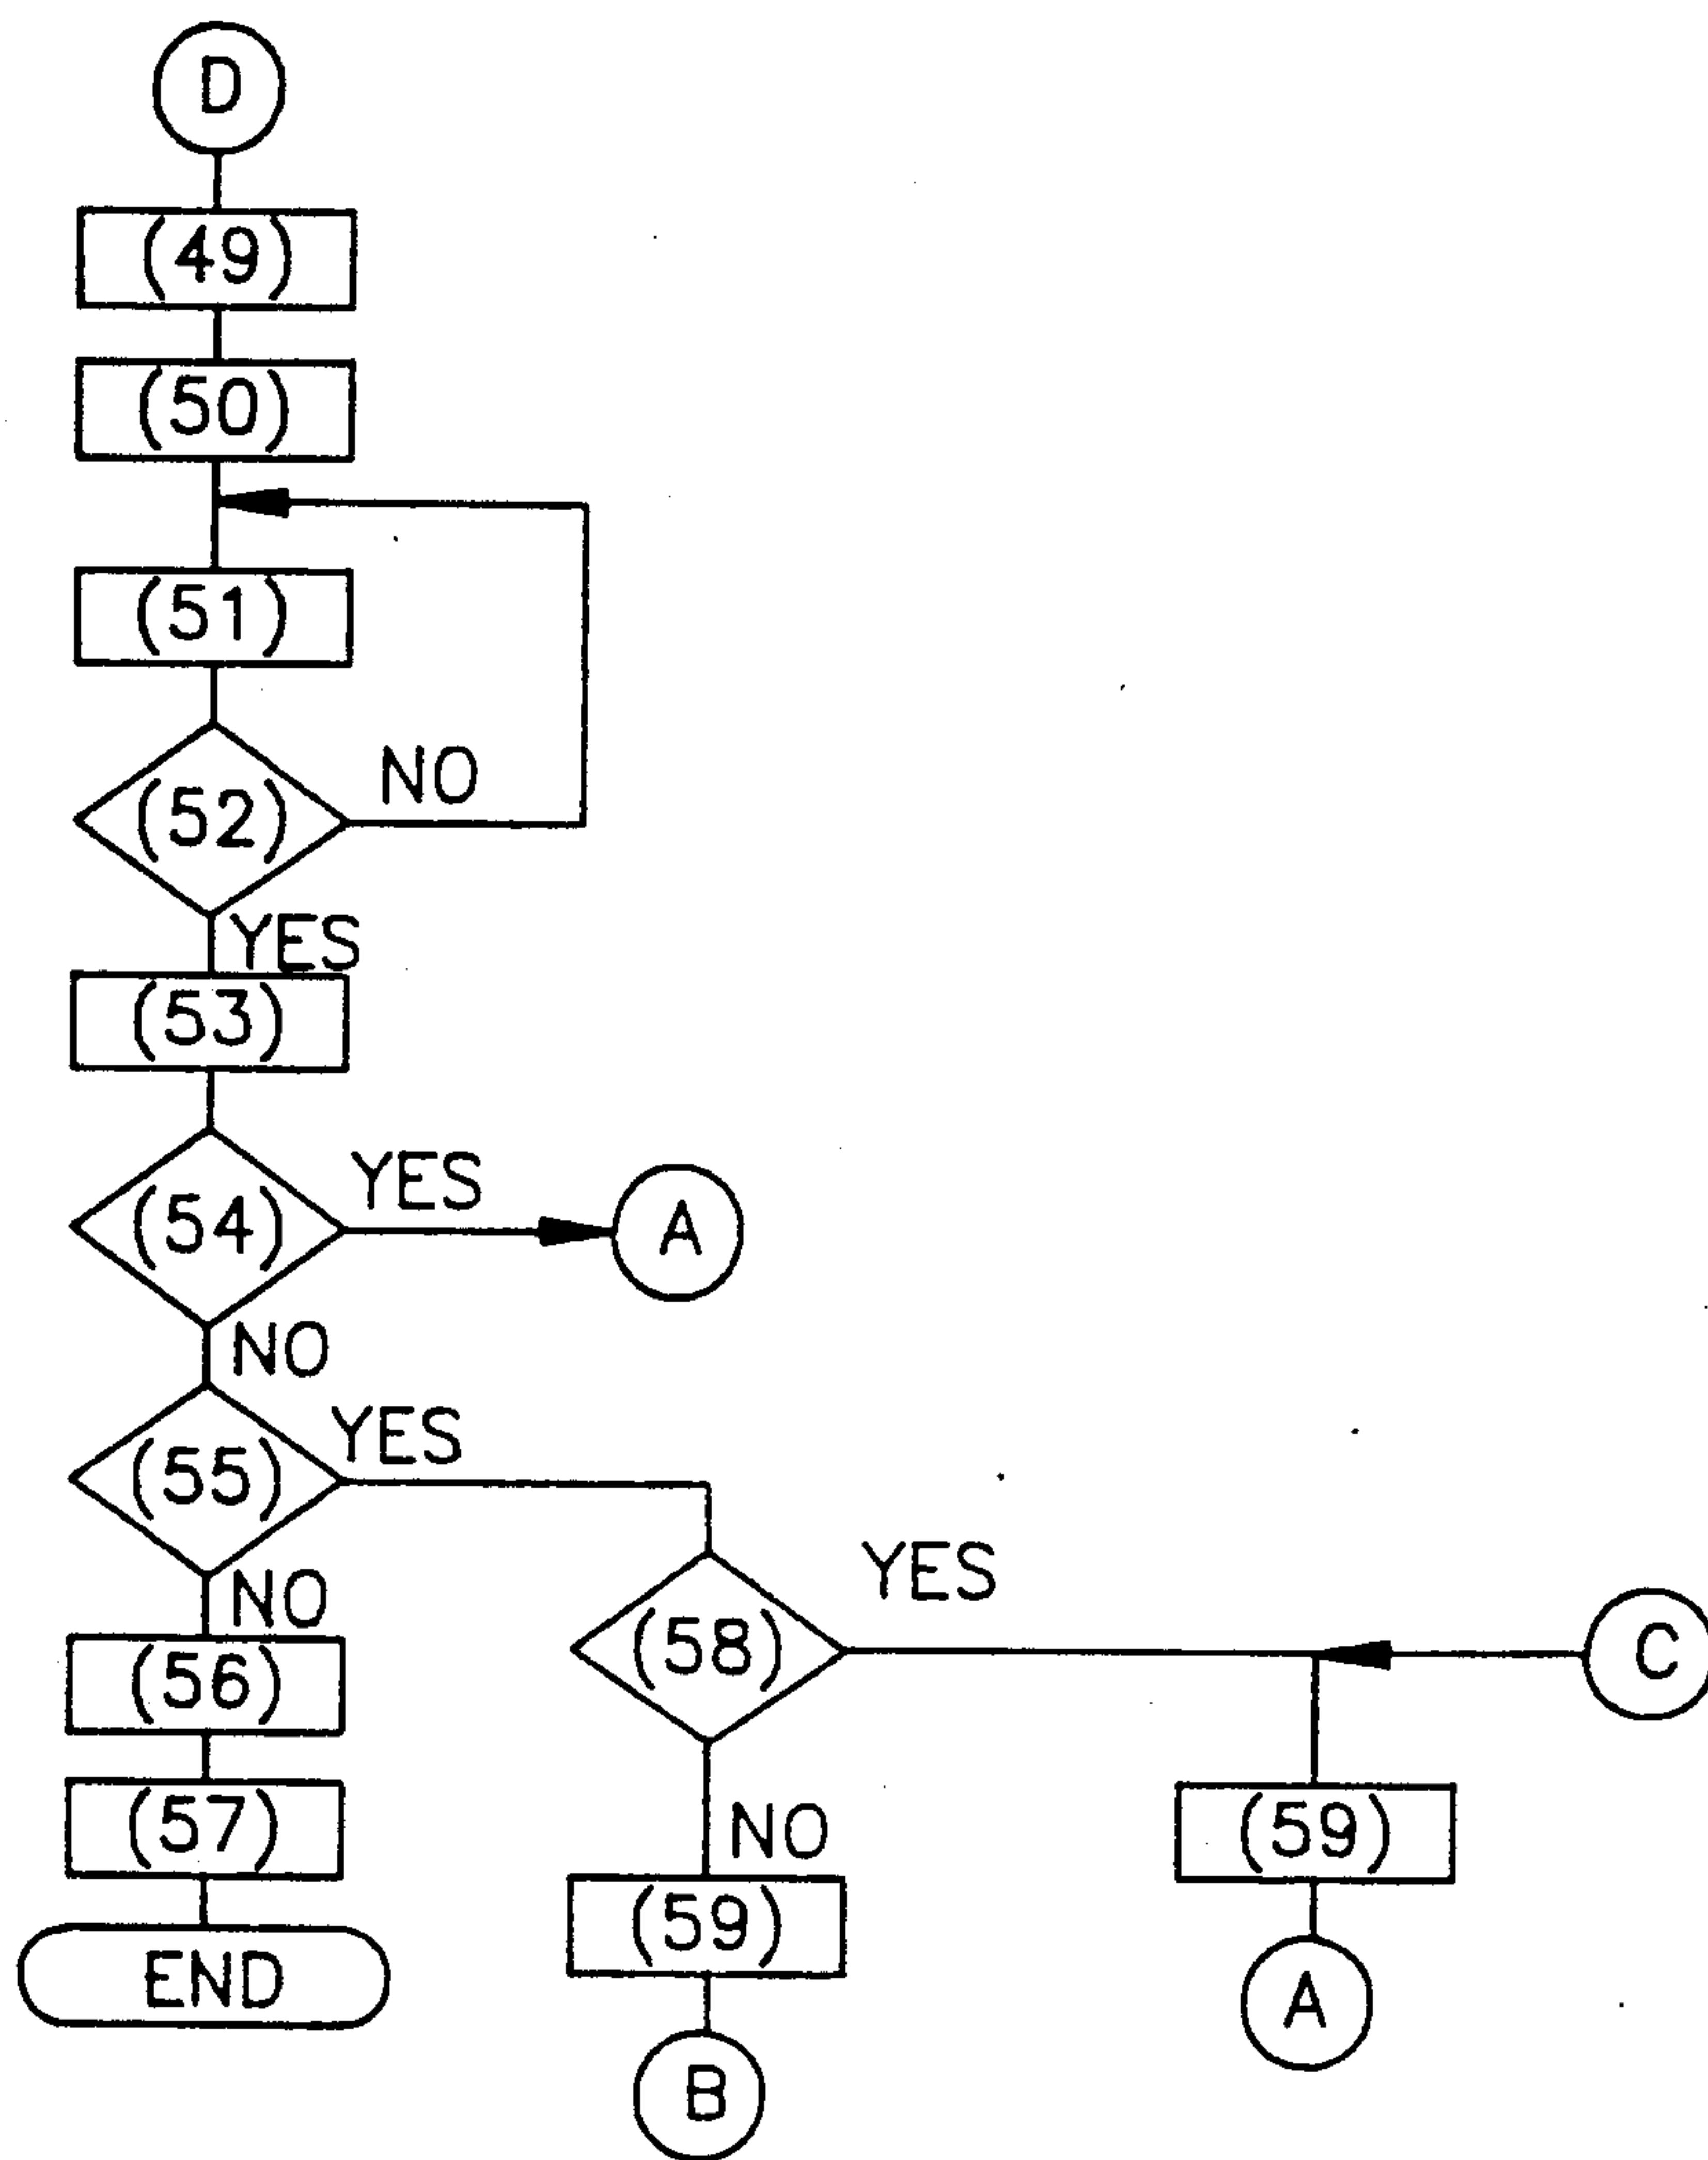 D
(49)
(50)
(51)
(52)
NO
YES
(53)
(54)
YES
A
NO
(55)
YES
NO
(56)
(57)
END
(58)
YES
C
NO
(59)
B
(59)
A